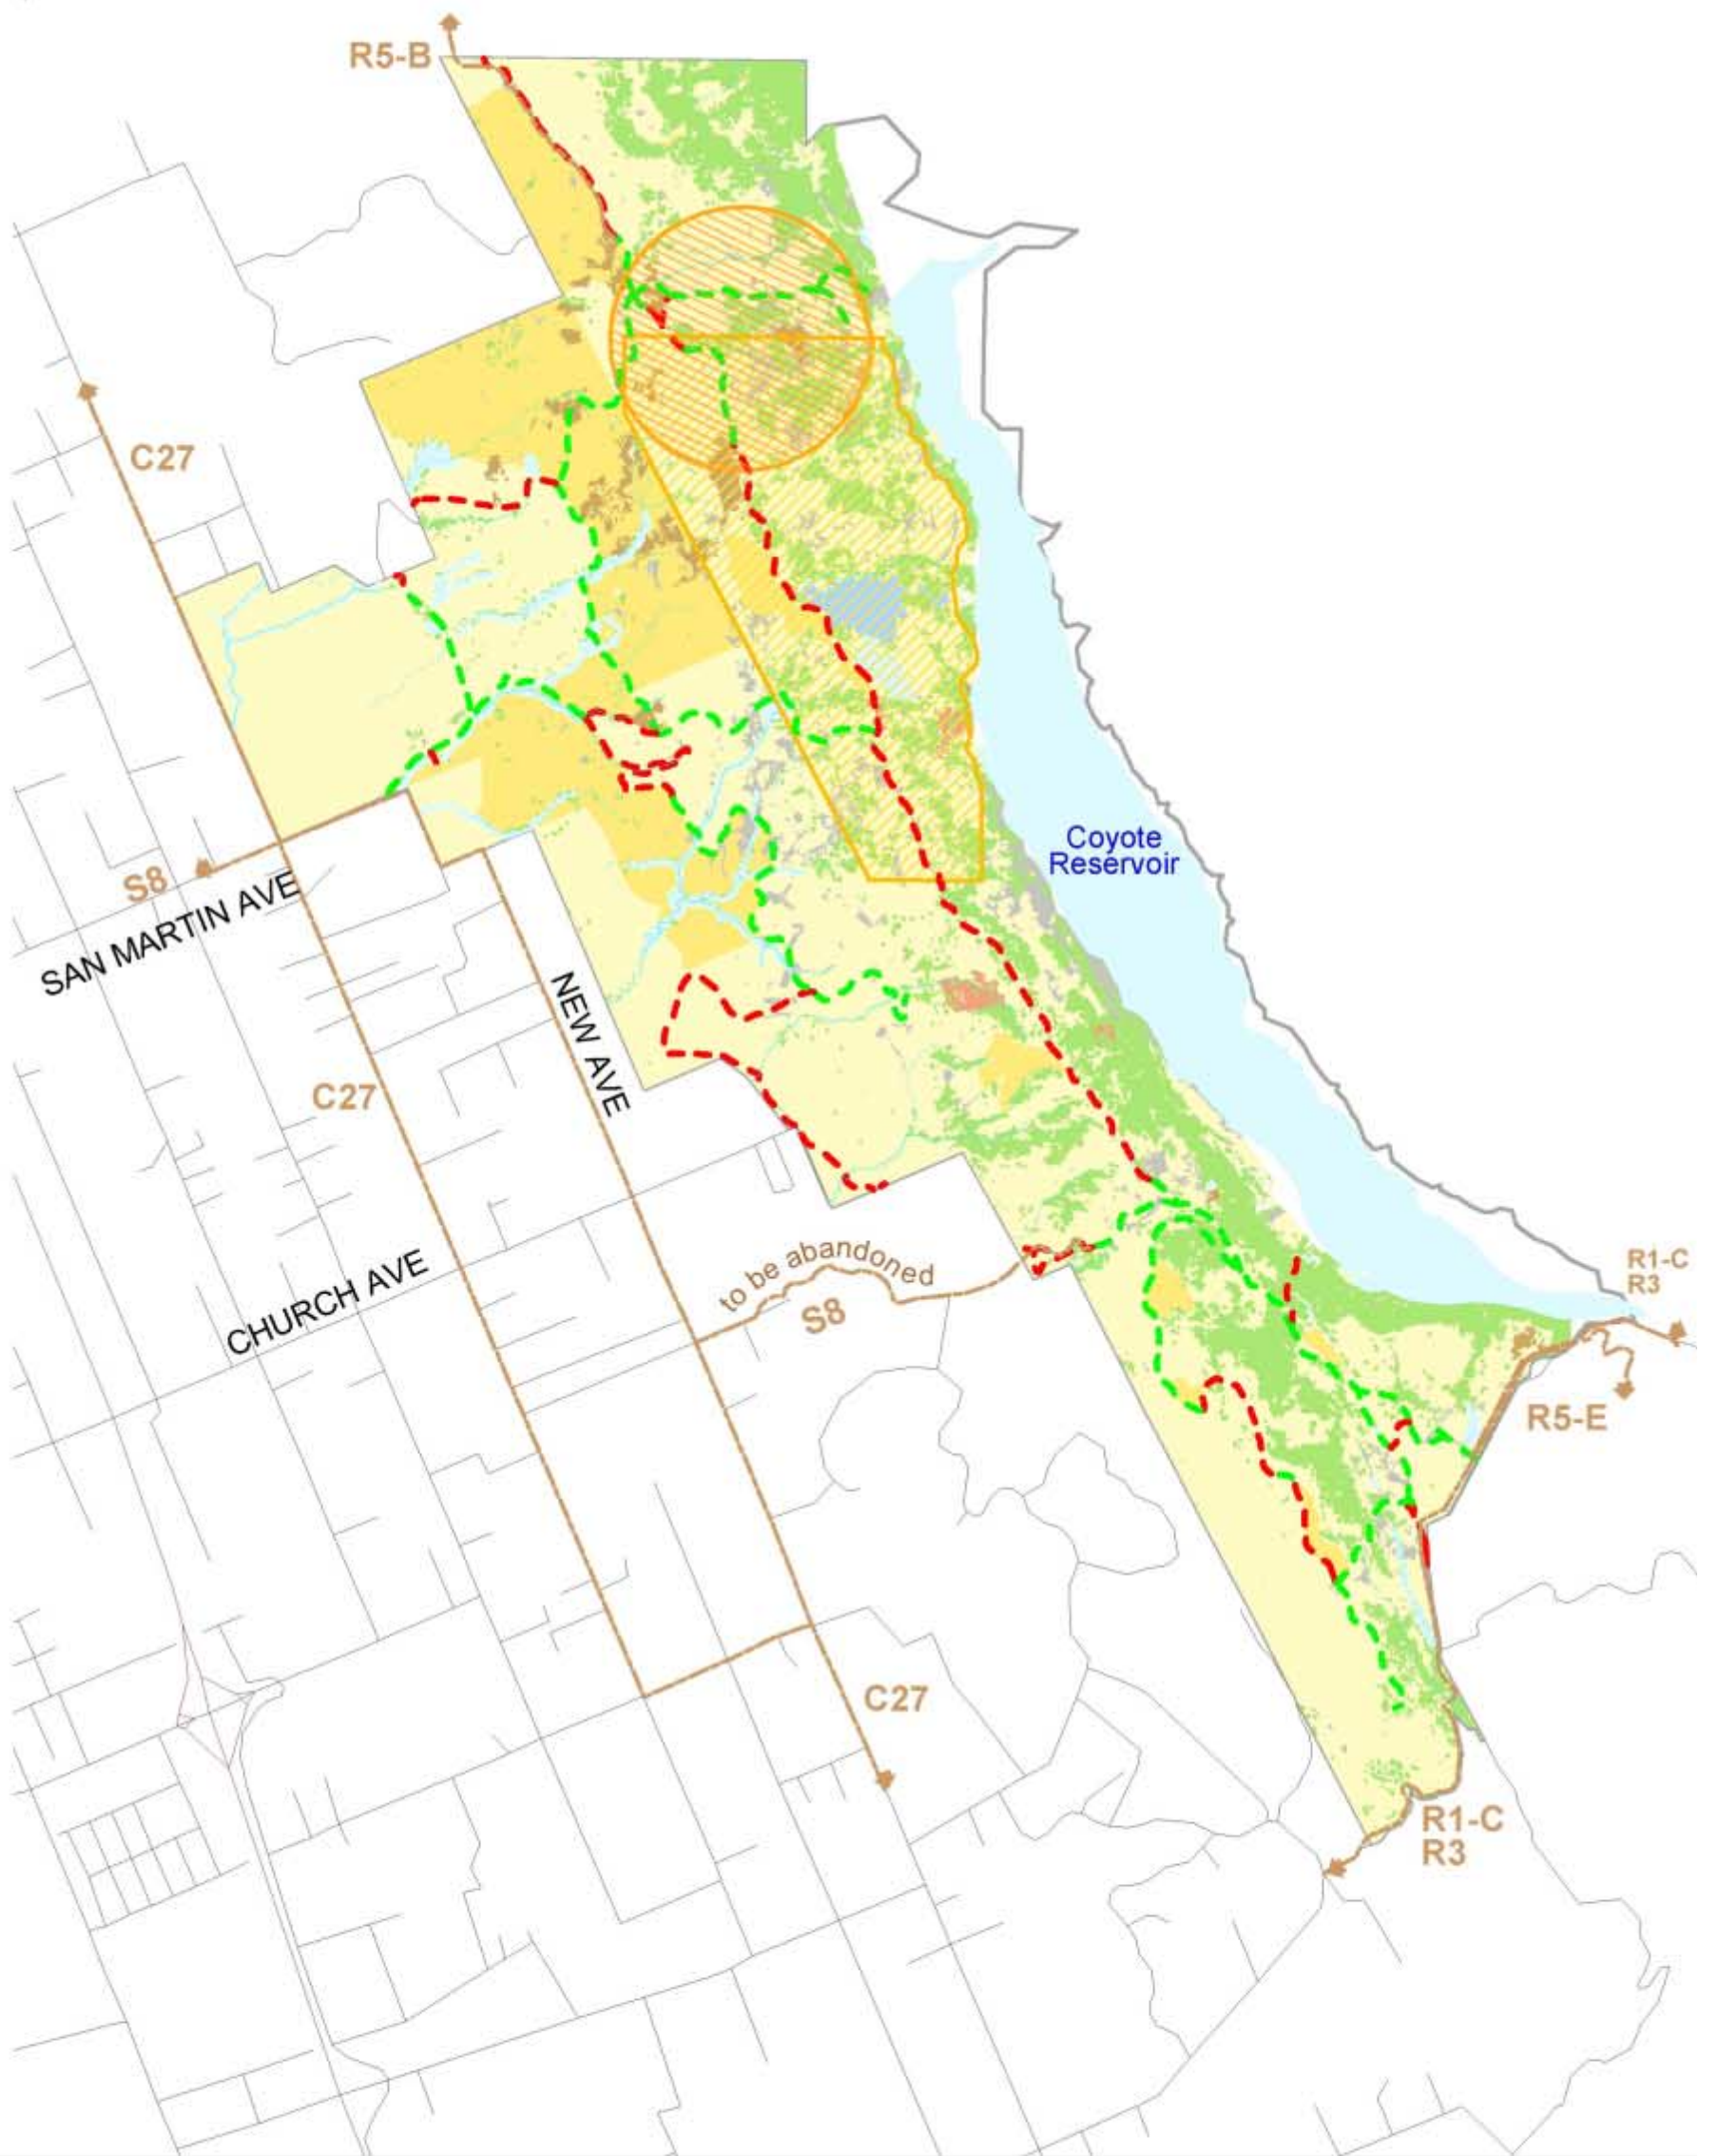 R5-B
C27
Coyote
Reservoir
S8
SAN MARTIN AVE
NEW AVE
C27
to be abandoned
S8
CHURCH AVE
R1-C
R3
R5-E
C27
R1-C
R3